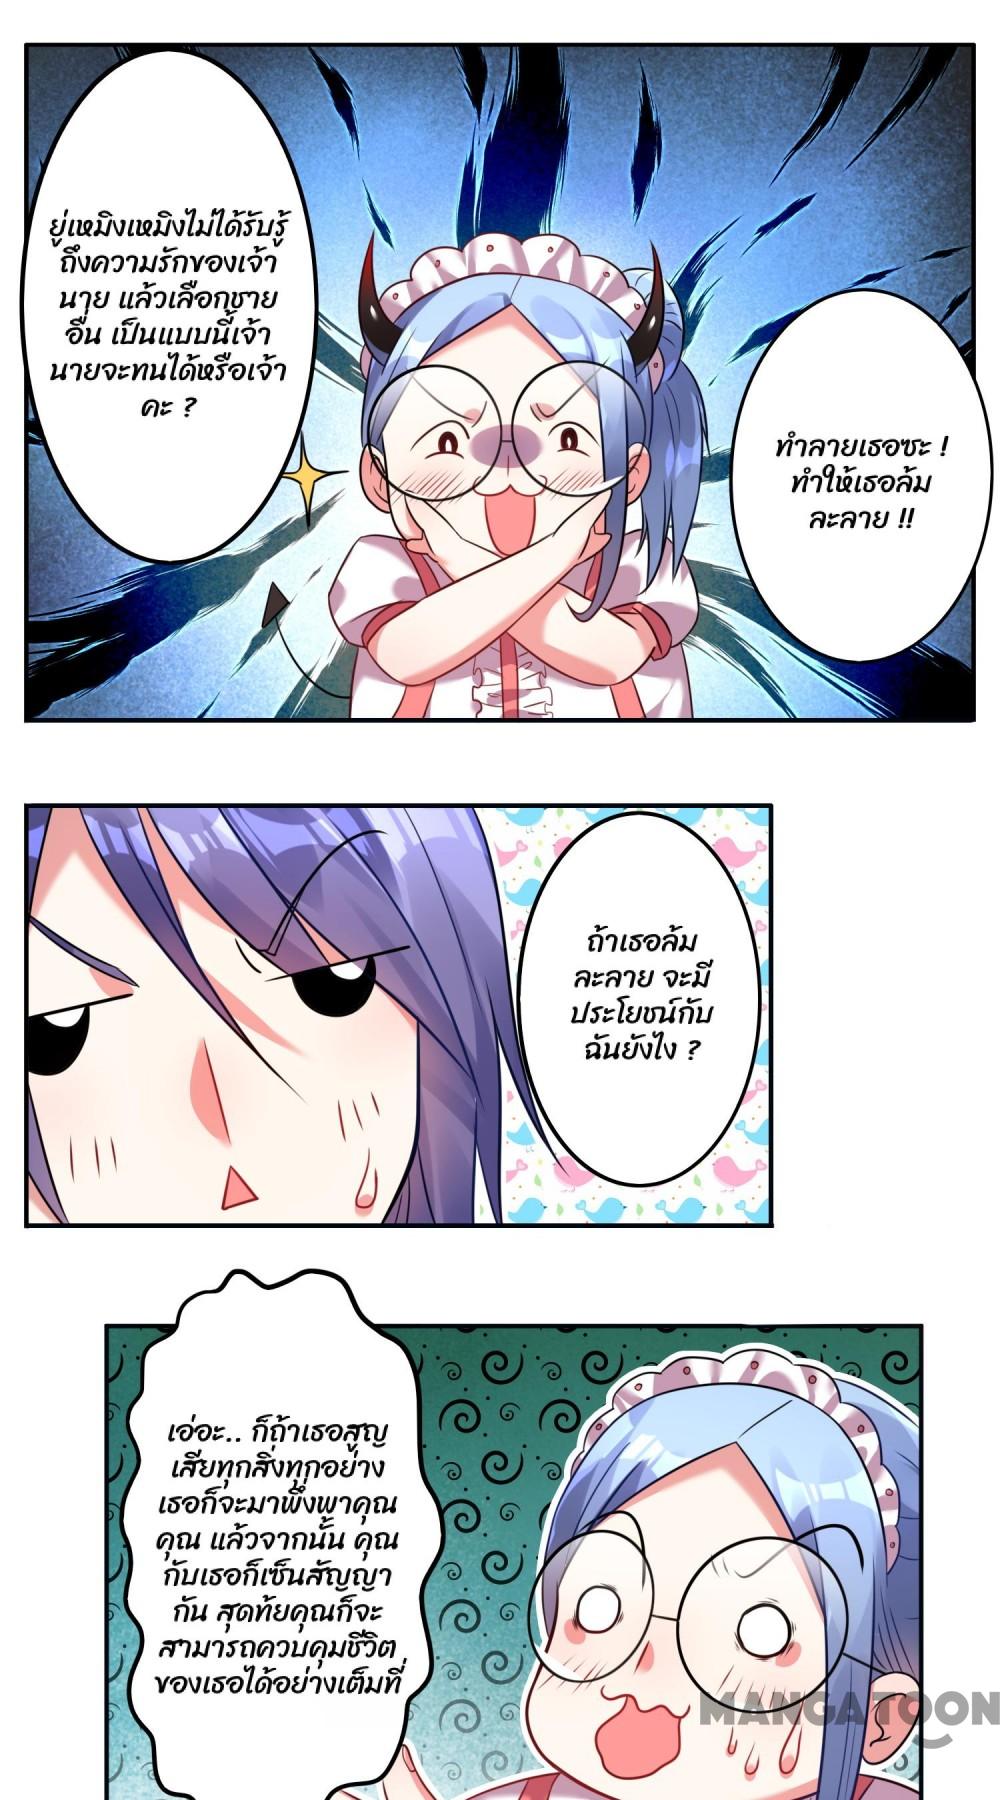 ยู่เหมิงเหมิงไม่ได้รับรู้
ถึงความรักของเจ้า
นาย แล้วเลือกชาย
อื่น เป็นแบบนี้เจ้า
นายจะทนได้หรือเจ้า
คะ ?
ทำลายเธอซะ !
ทำให้เธอล้ม
ละลาย !!
ถ้าเธอล้ม
ละลาย จะมี
ประโยชน์กับ
ฉันยังไง ?
เอ่อะ.. ก็ถ้าเธอสูญ
เสียทุกสิ่งทุกอย่าง
เธอก็จะมาพึ่งพาคุณ
คุณ แล้วจากนั้น คุณ
กับเธอก็เซ็นสัญญา
กัน สุดท้ยคุณก็จะ
สามารถควบคุมชีวิต
ของเธอได้อย่างเต็มที่
MANGATOON